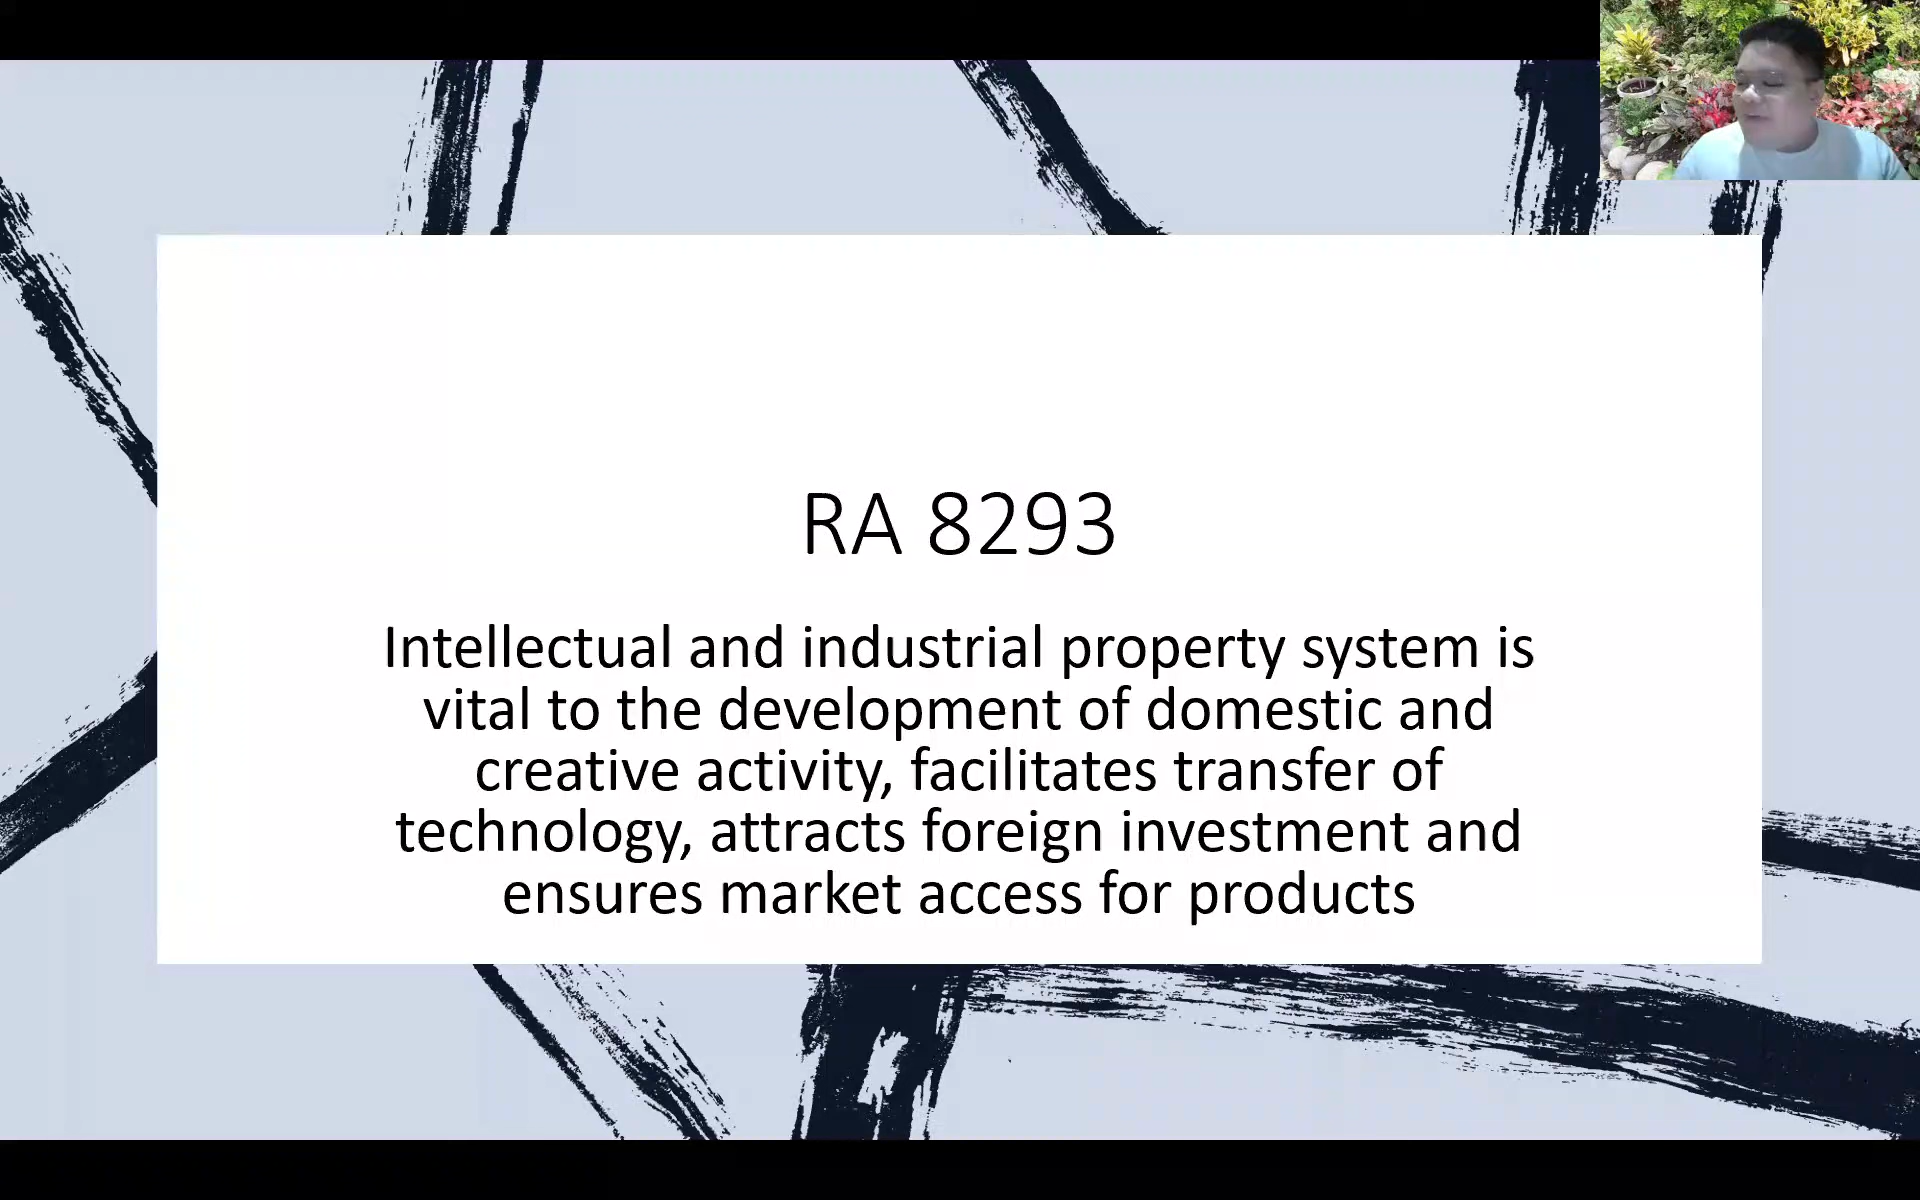 RA 8293
Intellectual and industrial property system is
vital to the development of domestic and
creative activity, facilitates transfer of
technology, attracts foreign investment and
ensures market access for products